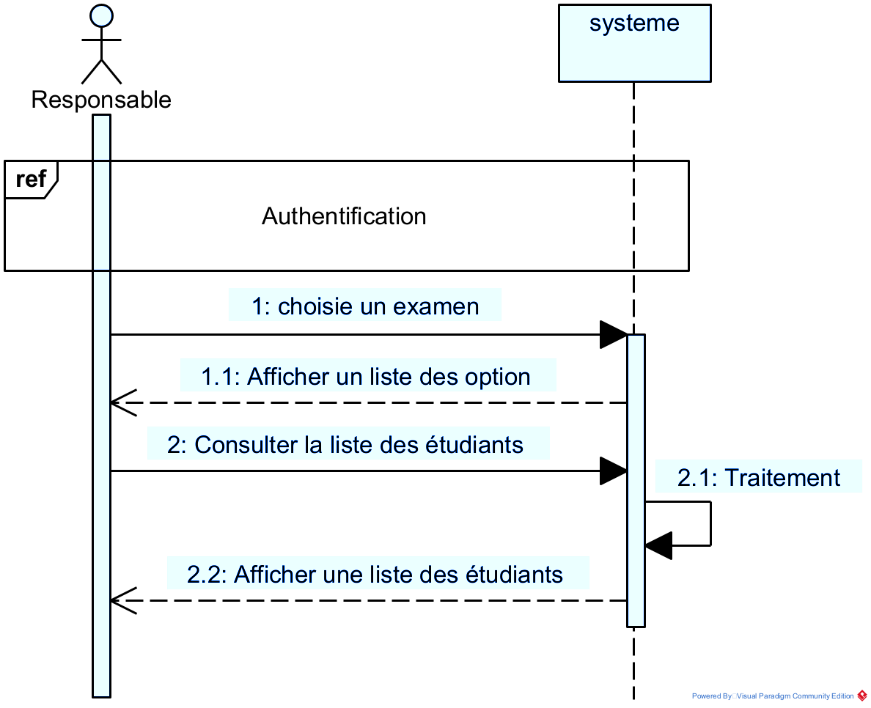 systeme
Responsable
ref
Authentification
1: choisie un examen
1.1: Afficher un liste des option
2: Consulter la liste des étudiants
2.1: Traitement
2.2: Afficher une liste des étudiants
Powered By: Visual Paradigm Community Edition